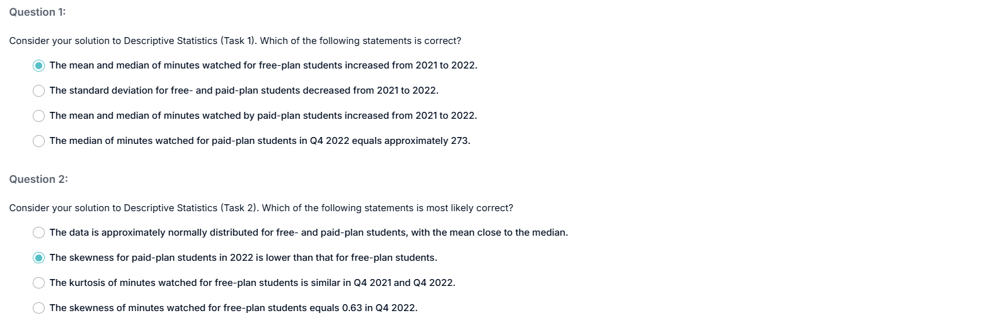 Question 1:
Consider your solution to Descriptive Statistics (Task 1). Which of the following statements is correct?
The mean and median of minutes watched for free-plan students increased from 2021 to 2022.
The standard deviation for free- and paid-plan students decreased from 2021 to 2022.
The mean and median of minutes watched by paid-plan students increased from 2021 to 2022.
The median of minutes watched for paid-plan students in Q4 2022 equals approximately 273.
Question 2:
Consider your solution to Descriptive Statistics (Task 2). Which of the following statements is most likely correct?
The data is approximately normally distributed for free- and paid-plan students, with the mean close to the median.
The skewness for paid-plan students in 2022 is lower than that for free-plan students.
The kurtosis of minutes watched for free-plan students is similar in Q4 2021 and Q4 2022.
The skewness of minutes watched for free-plan students equals 0.63 in Q4 2022.